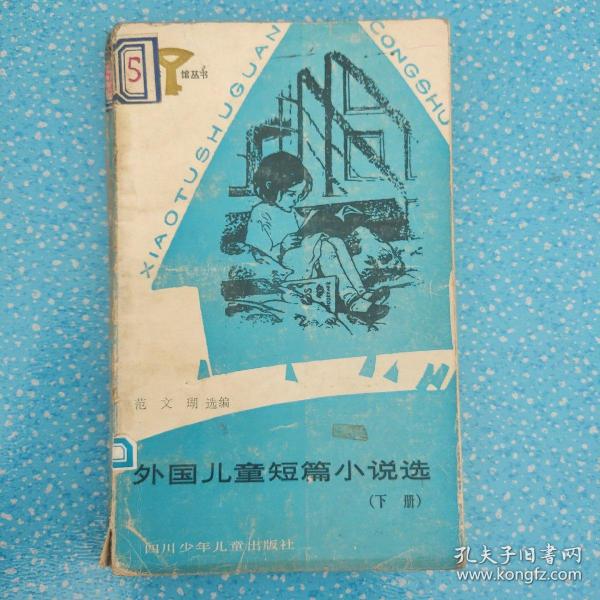 5
馆丛书
XIAOTUSHUGUAN
CONGSHU
范文瑚选编
外国儿童短篇小说选
(下册)
四川少年儿童出版社
孔夫子旧书网
www.kongfz.com